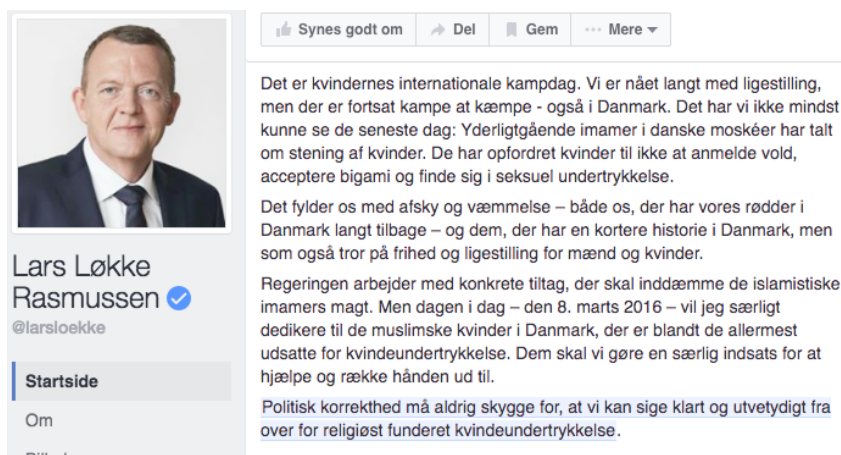 Synes godt om Del Gem Mere
Det er kvindernes internationale kampdag. Vi er nået langt med ligestilling,
men der er fortsat kampe at kæmpe - også i Danmark. Det har vi ikke mindst
kunne se de seneste dag: Yderligtgående imamer i danske moskéer har talt
om stening af kvinder. De har opfordret kvinder til ikke at anmelde vold,
acceptere bigami og finde sig i seksuel undertrykkelse.
Det fylder os med afsky og væmmelse – både os, der har vores rødder i
Danmark langt tilbage – og dem, der har en kortere historie i Danmark, men
som også tror på frihed og ligestilling for mænd og kvinder.
Regeringen arbejder med konkrete tiltag, der skal inddæmme de islamistiske
imamers magt. Men dagen i dag – den 8. marts 2016 – vil jeg særligt
dedikere til de muslimske kvinder i Danmark, der er blandt de allermest
udsatte for kvindeundertrykkelse. Dem skal vi gøre en særlig indsats for at
hjælpe og række hånden ud til.
Politisk korrekthed må aldrig skygge for, at vi kan sige klart og utvetydigt fra
over for religiøst funderet kvindeundertrykkelse.
Lars Løkke
Rasmussen
@larsloekke
Startside
Om